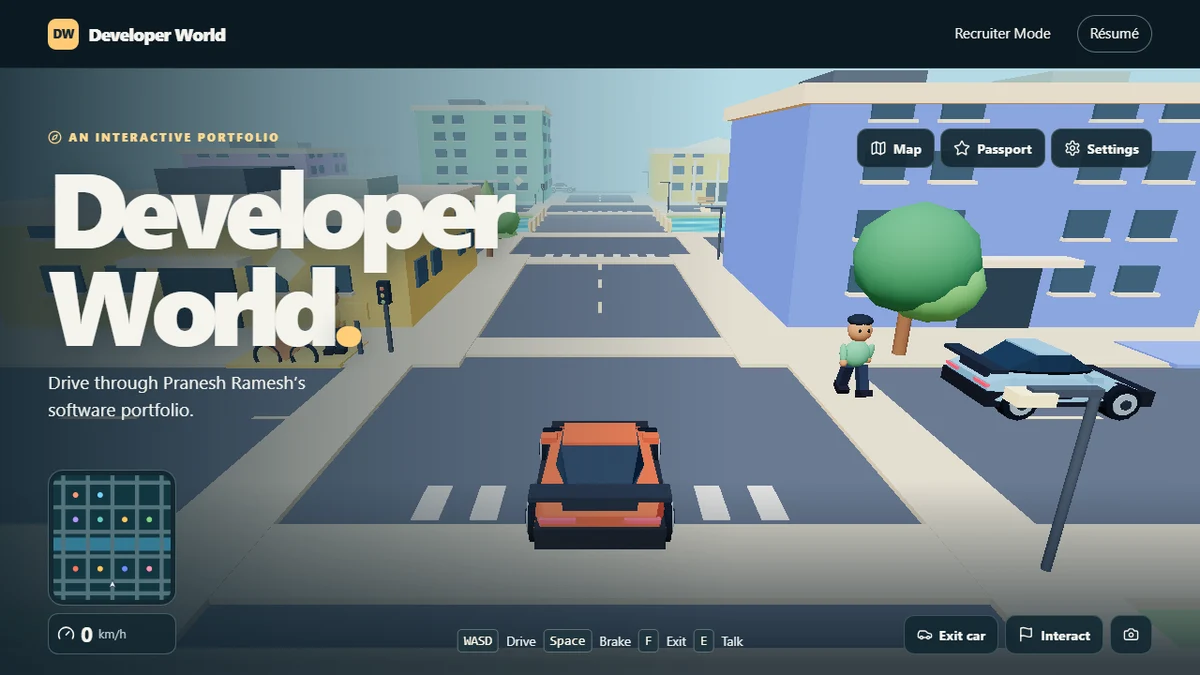 DW Developer World
Recruiter Mode
Résumé
AN INTERACTIVE PORTFOLIO
Map
Passport
Settings
Developer
World.
Drive through Pranesh Ramesh’s
software portfolio.
0 km/h
WASD Drive Space Brake F Exit E Talk
Exit car
Interact